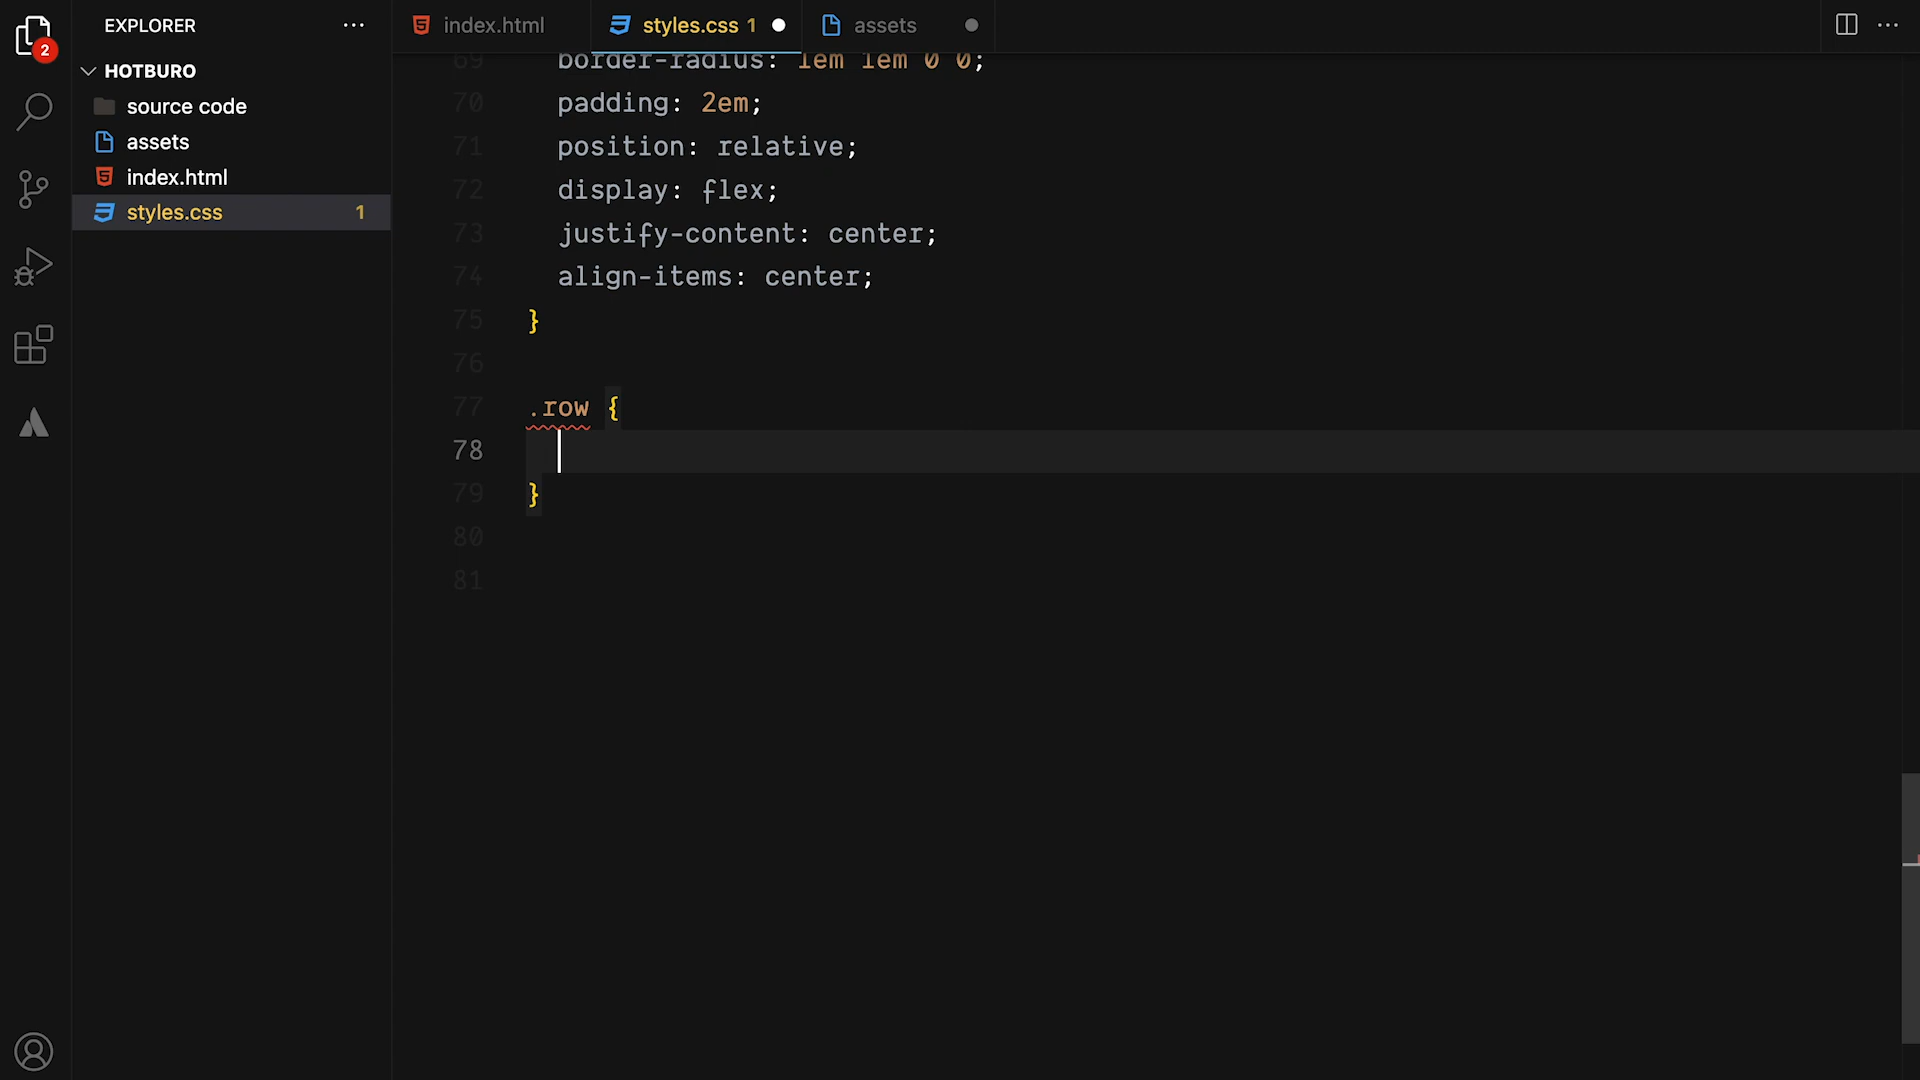 EXPLORER
2
HOTBURO
source code
assets
index.html
styles.css 1
index.html
styles.css 1
assets
69 border-radius: 1em 1em 0 0;
70 padding: 2em;
71 position: relative;
72 display: flex;
73 justify-content: center;
74 align-items: center;
75 }
76
77 .row {
78
79 }
80
81